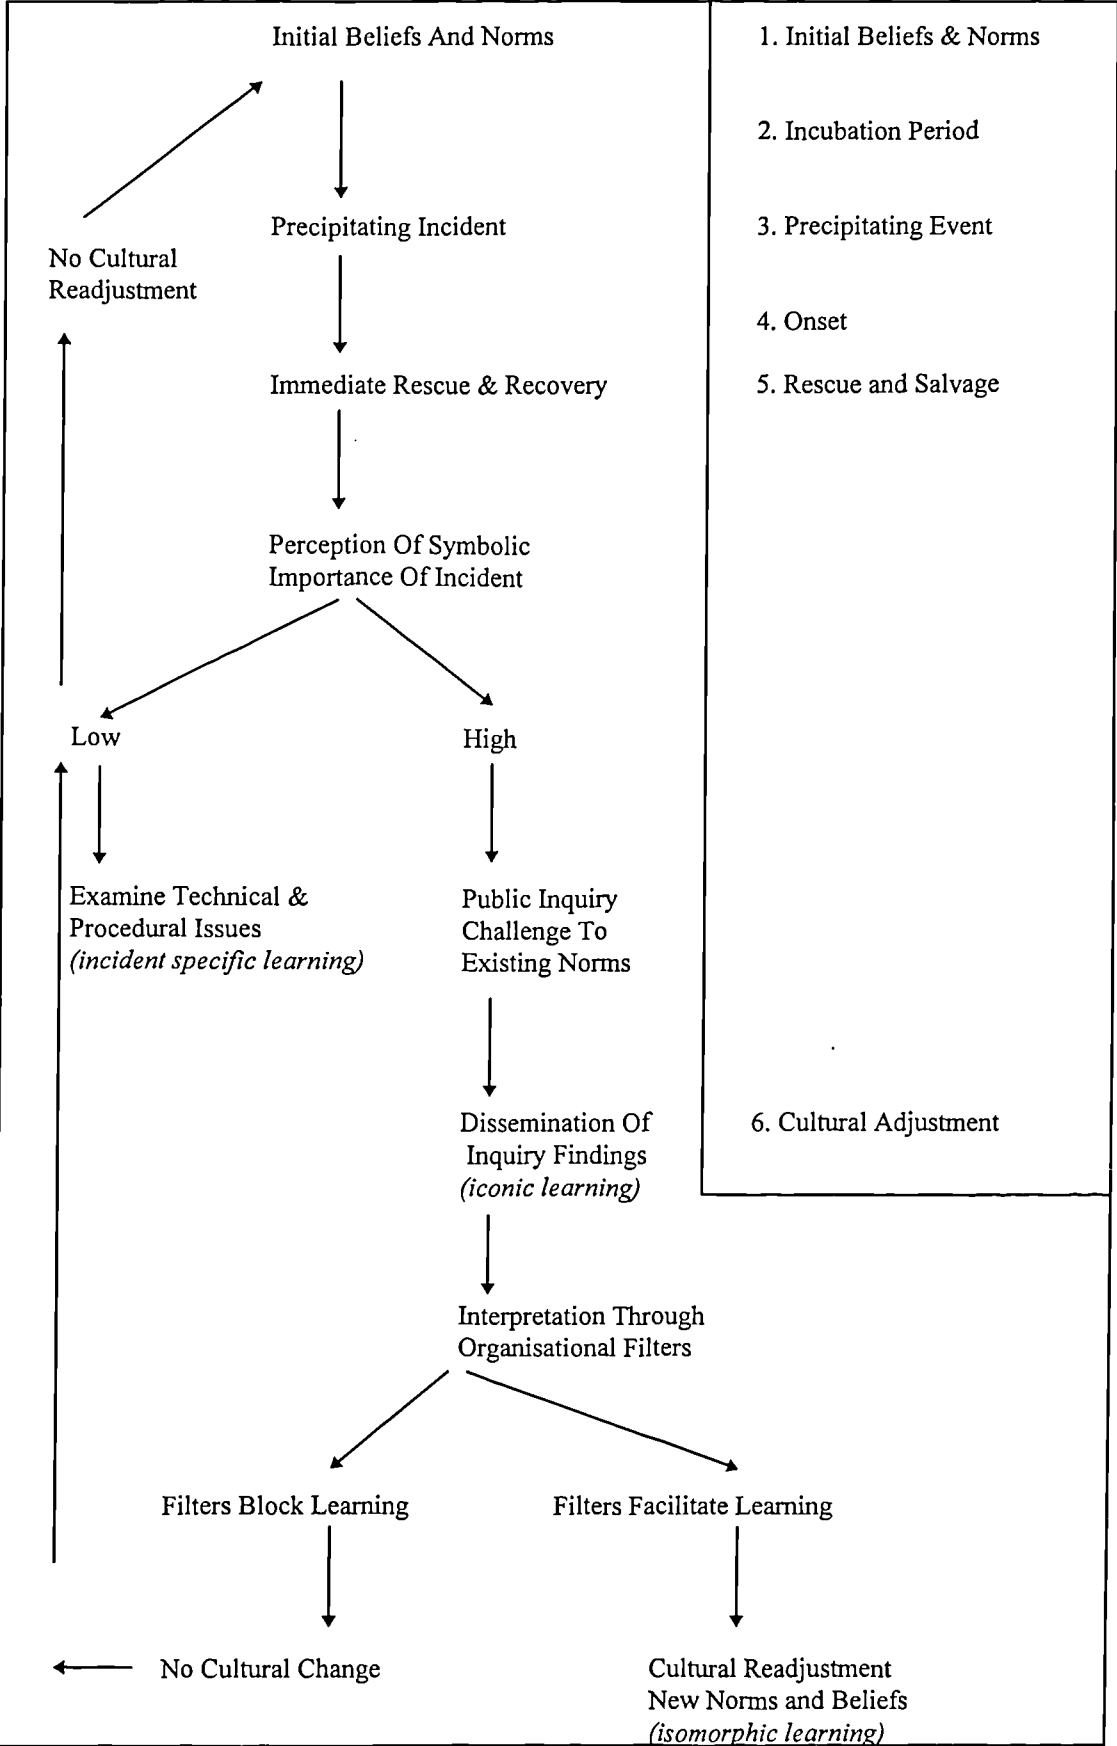 Initial Beliefs And Norms
No Cultural
Readjustment
Precipitating Incident
Immediate Rescue & Recovery
Perception Of Symbolic
Importance Of Incident
Low
High
Examine Technical &
Procedural Issues
(incident specific learning)
Public Inquiry
Challenge To
Existing Norms
Dissemination Of
Inquiry Findings
(iconic learning)
Interpretation Through
Organisational Filters
Filters Block Learning
Filters Facilitate Learning
No Cultural Change
Cultural Readjustment
New Norms and Beliefs
(isomorphic learning)
1. Initial Beliefs & Norms
2. Incubation Period
3. Precipitating Event
4. Onset
5. Rescue and Salvage
6. Cultural Adjustment